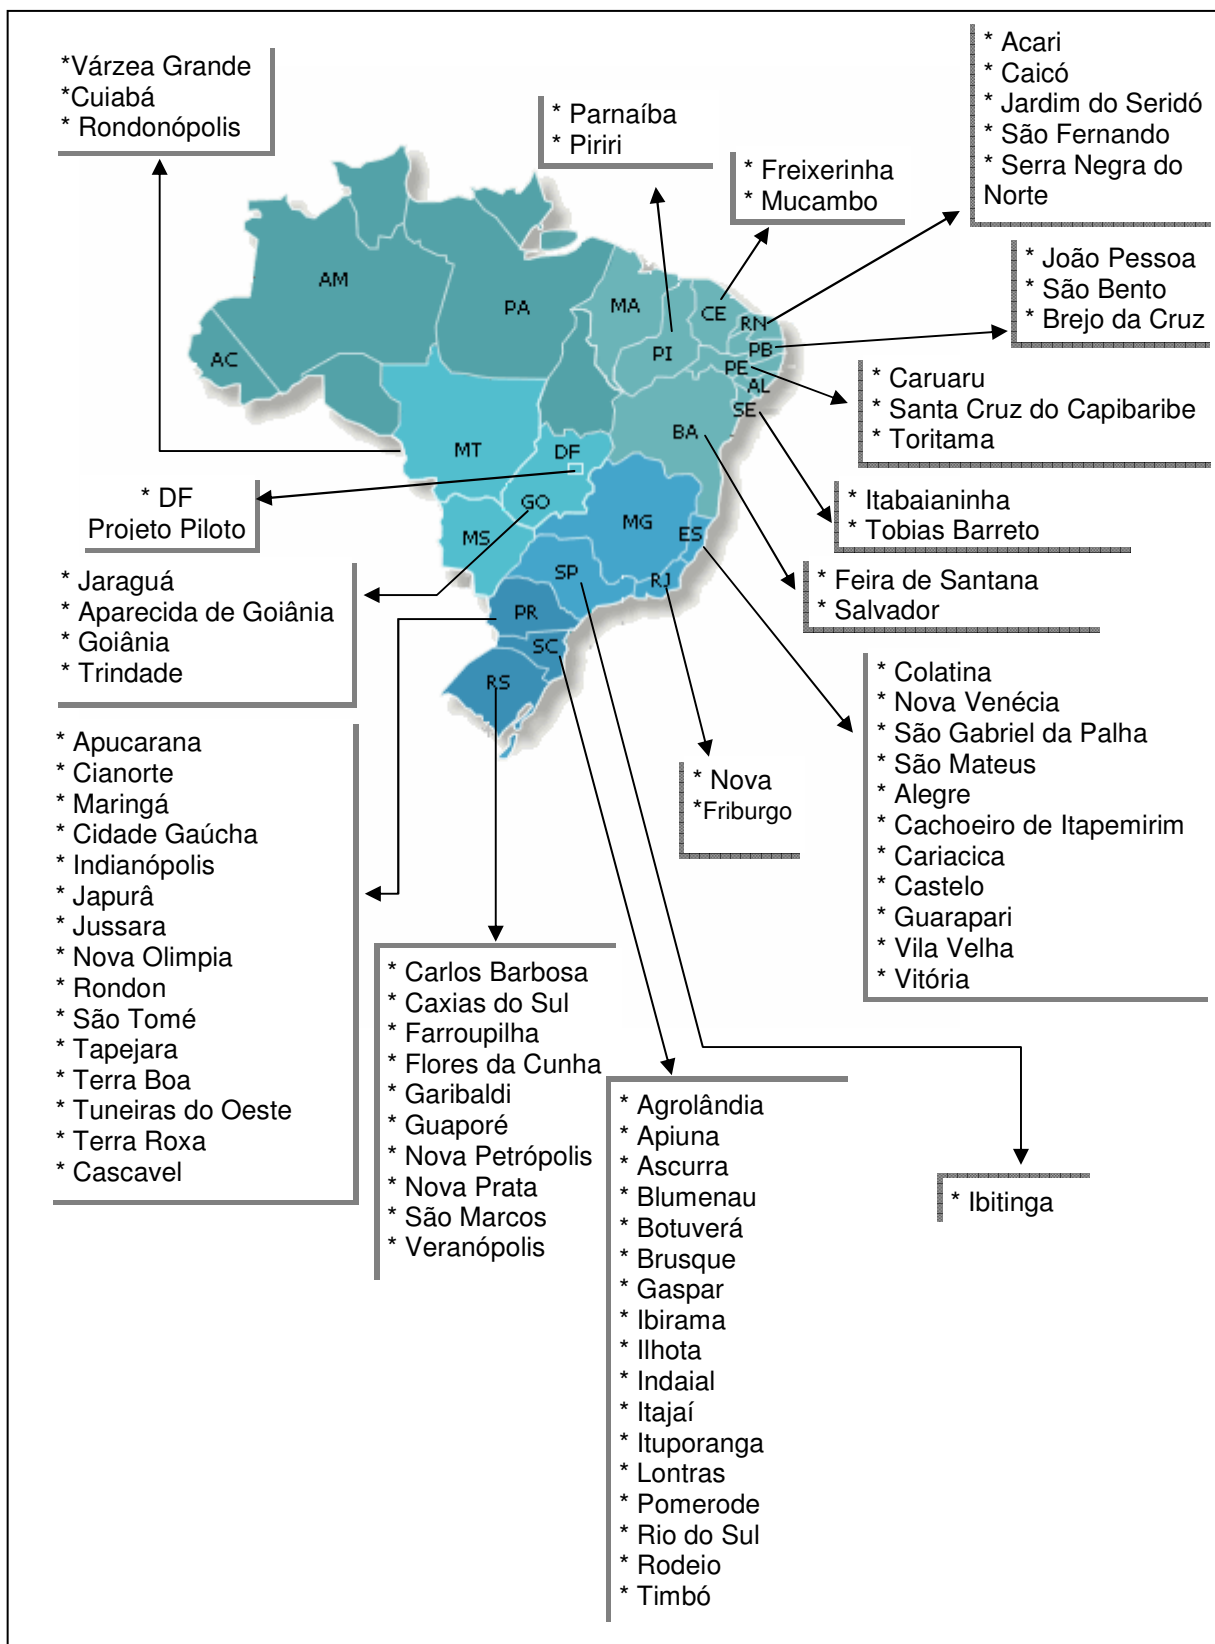 *Várzea Grande
*Cuiabá
* Rondonópolis
* Parnaíba
* Piriri
* Freixerinha
* Mucambo
* Acari
* Caicó
* Jardim do Seridó
* São Fernando
* Serra Negra do
Norte
* João Pessoa
* São Bento
* Brejo da Cruz
* Caruaru
* Santa Cruz do Capibaribe
* Toritama
* Itabaianinha
* Tobias Barreto
* Feira de Santana
* Salvador
AM
PA
MA
CE
RN
PI
PB
PE
AL
SE
AC
BA
MT
DF
GO
MG
ES
MS
SP
RJ
PR
SC
RS
* DF
Projeto Piloto
* Jaraguá
* Aparecida de Goiânia
* Goiânia
* Trindade
* Apucarana
* Cianorte
* Maringá
* Cidade Gaúcha
* Indianópolis
* Japurâ
* Jussara
* Nova Olimpia
* Rondon
* São Tomé
* Tapejara
* Terra Boa
* Tuneiras do Oeste
* Terra Roxa
* Cascavel
* Carlos Barbosa
* Caxias do Sul
* Farroupilha
* Flores da Cunha
* Garibaldi
* Guaporé
* Nova Petrópolis
* Nova Prata
* São Marcos
* Veranópolis
* Nova
*Friburgo
* Colatina
* Nova Venécia
* São Gabriel da Palha
* São Mateus
* Alegre
* Cachoeiro de Itapemirim
* Cariacica
* Castelo
* Guarapari
* Vila Velha
* Vitória
* Agrolândia
* Apiuna
* Ascurra
* Blumenau
* Botuverá
* Brusque
* Gaspar
* Ibirama
* Ilhota
* Indaial
* Itajaí
* Ituporanga
* Lontras
* Pomerode
* Rio do Sul
* Rodeio
* Timbó
* Ibitinga